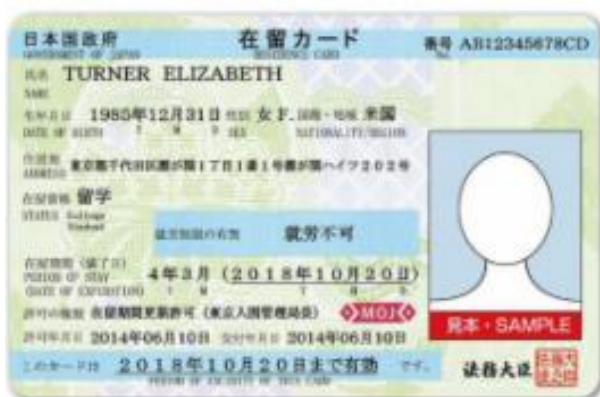 日本国政府 在留カード 番号 AB12345678CD
GOVERNMENT OF JAPAN RESIDENCE CARD No.
氏名 TURNER ELIZABETH
NAME
生年月日 1985年12月31日 性別 女 F. 国籍・地域 米国
DATE OF BIRTH Y M D SEX NATIONALITY/REGION
住居地 東京都千代田区霞が関1丁目1番1号霞が関ハイツ202号
ADDRESS
在留資格 留学
STATUS College
Student
就労制限の有無 就労不可
在留期間(満了日)
PERIOD OF STAY
(DATE OF EXPIRATION)
4年3月(2018年10月20日)
Y M Y M D
許可の種類 在留期間更新許可(東京入国管理局長) MOJ
見本・SAMPLE
許可年月日 2014年06月10日 交付年月日 2014年06月10日
このカードは 2018年10月20日まで有効 です。
PERIOD OF VALIDITY OF THIS CARD
法務大臣